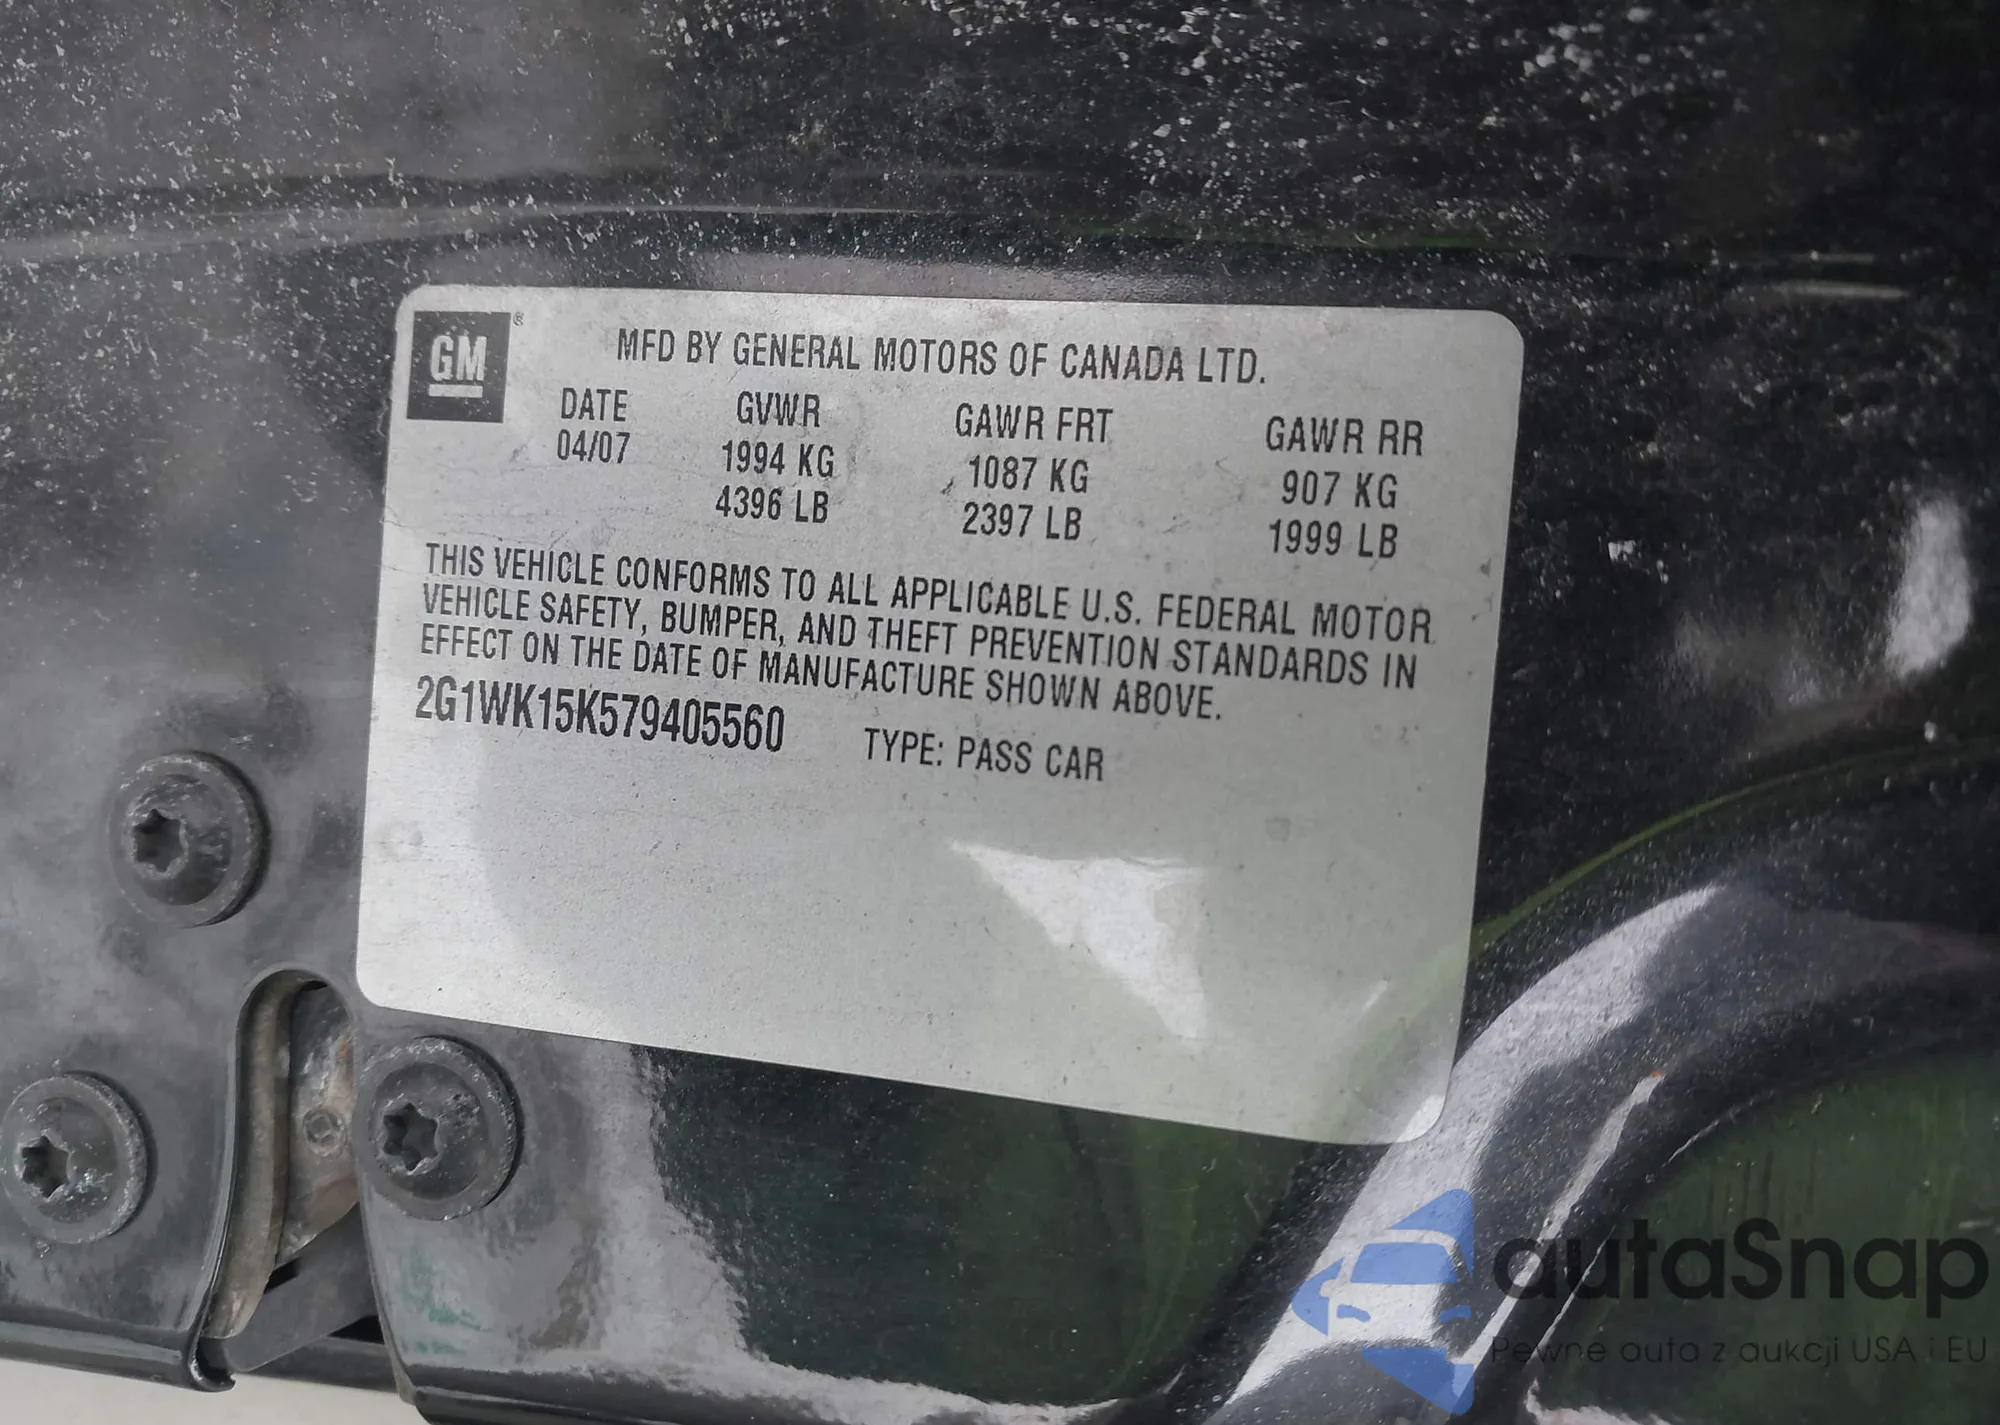 GM ®
MFD BY GENERAL MOTORS OF CANADA LTD.
DATE GVWR GAWR FRT GAWR RR
04/07 1994 KG 1087 KG 907 KG
4396 LB 2397 LB 1999 LB
THIS VEHICLE CONFORMS TO ALL APPLICABLE U.S. FEDERAL MOTOR
VEHICLE SAFETY, BUMPER, AND THEFT PREVENTION STANDARDS IN
EFFECT ON THE DATE OF MANUFACTURE SHOWN ABOVE.
2G1WK15K579405560 TYPE: PASS CAR
autaSnap
Pewne auta z aukcji USA i EU